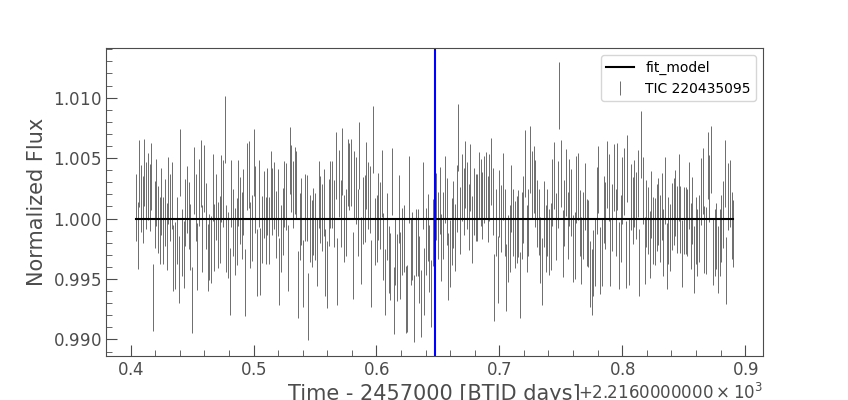 fit_model
TIC 220435095
Normalized Flux
1.010
1.005
1.000
0.995
0.990
0.4 0.5 0.6 0.7 0.8 0.9
Time - 2457000 [BTJD days]
+2.2160000000 × 10³